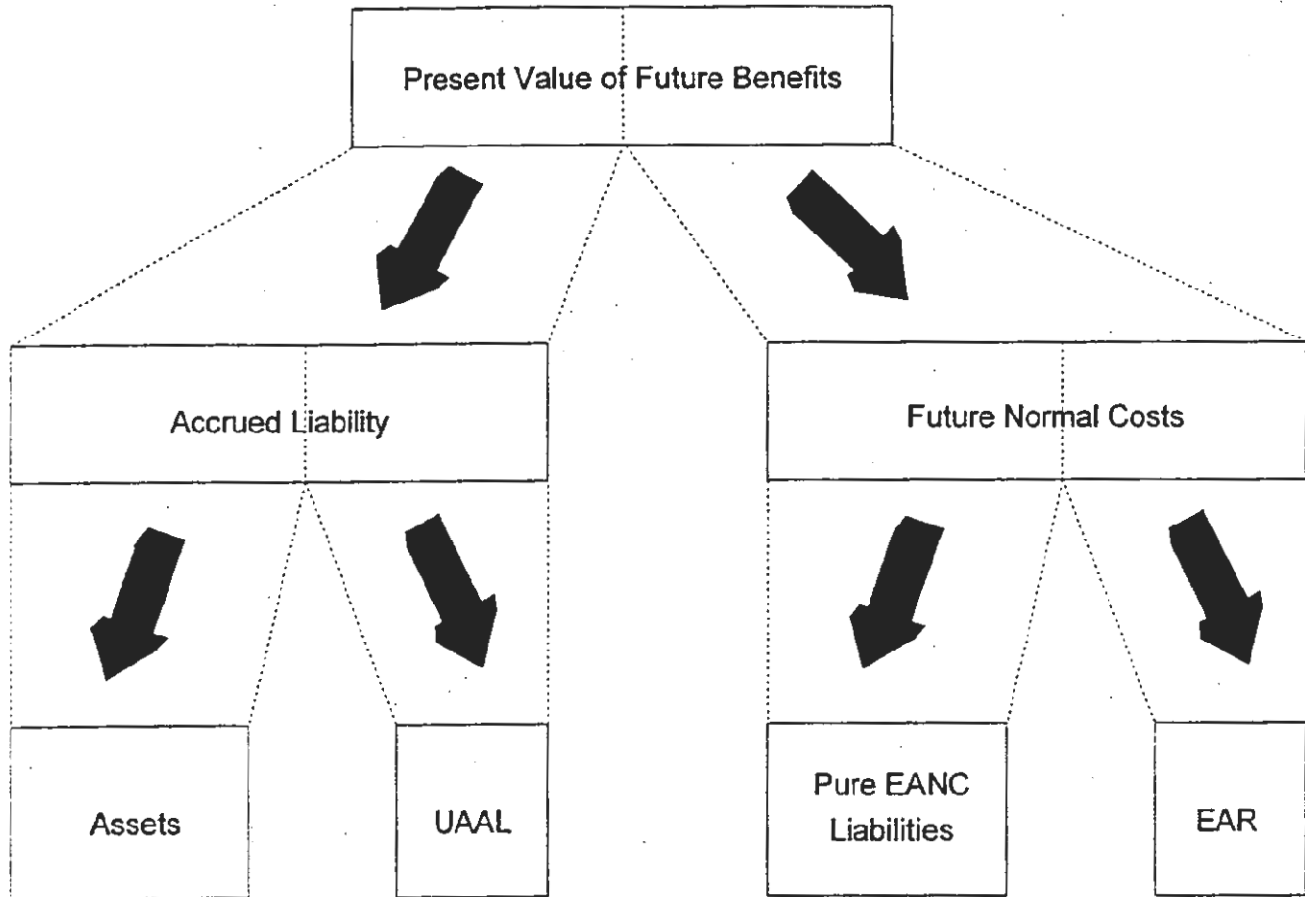 Present Value of Future Benefits
Accrued Liability
Future Normal Costs
Assets
UAAL
Pure EANC
Liabilities
EAR